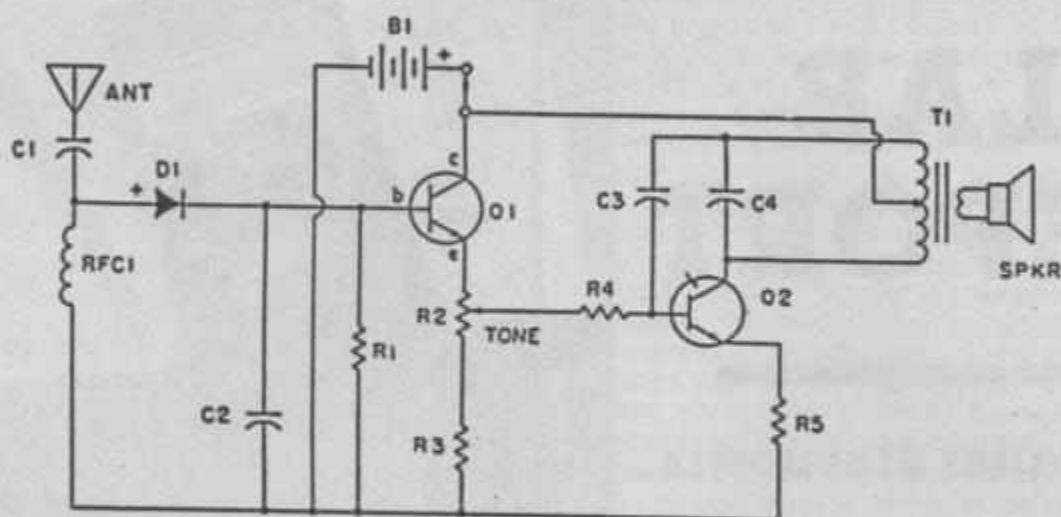 B1
+
ANT
T1
C1
D1
+
c
b
Q1
C3
C4
e
SPKR
RFC1
Q2
R4
R2
TONE
R1
C2
R3
R5